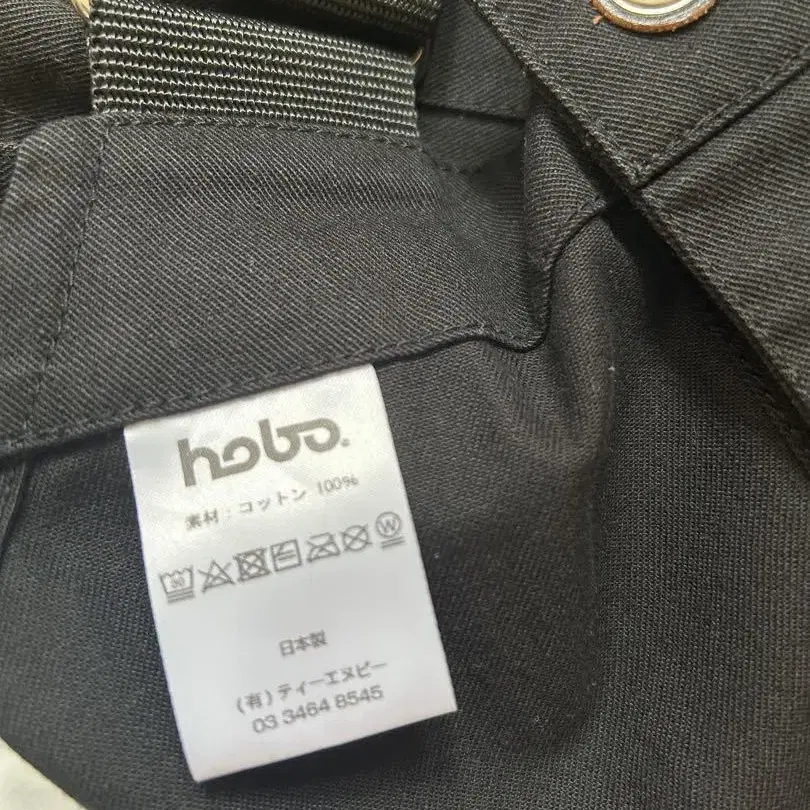 hobo.
素材：コットン 100%
30
W
日本製
(有)ティーエヌピー
03 3464 8545